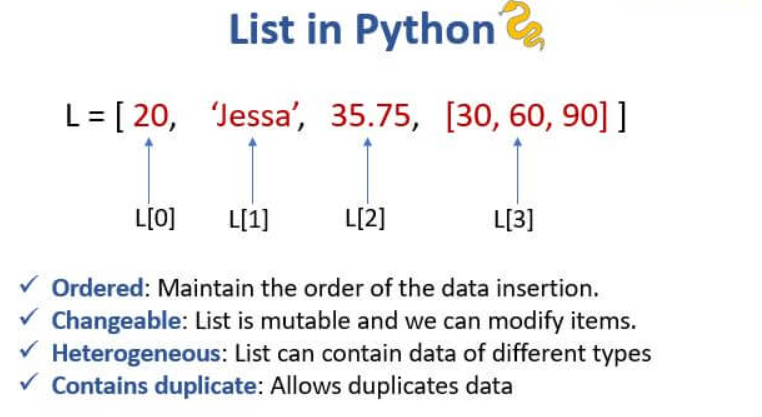 List in Python
L = [ 20, ‘Jessa’, 35.75, [30, 60, 90] ]
L[0] L[1] L[2] L[3]
✓ Ordered: Maintain the order of the data insertion.
✓ Changeable: List is mutable and we can modify items.
✓ Heterogeneous: List can contain data of different types
✓ Contains duplicate: Allows duplicates data